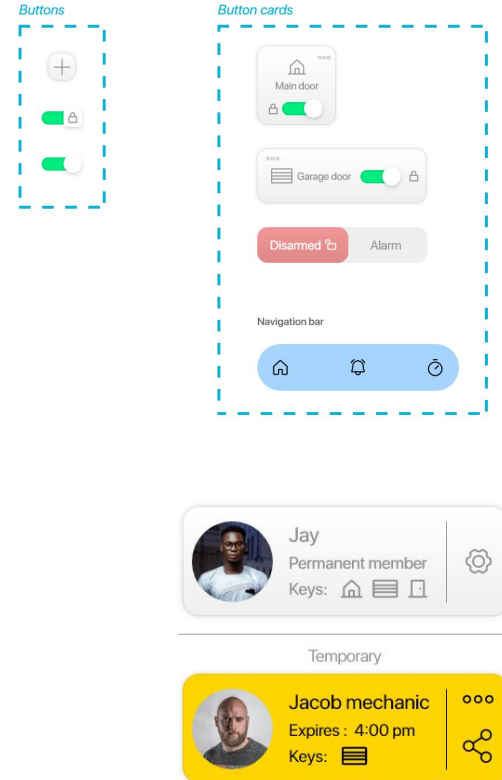 Buttons
Button cards
Main door
Garage door
Disarmed
Alarm
Navigation bar
Jay
Permanent member
Keys:
Temporary
Jacob mechanic
Expires : 4:00 pm
Keys: